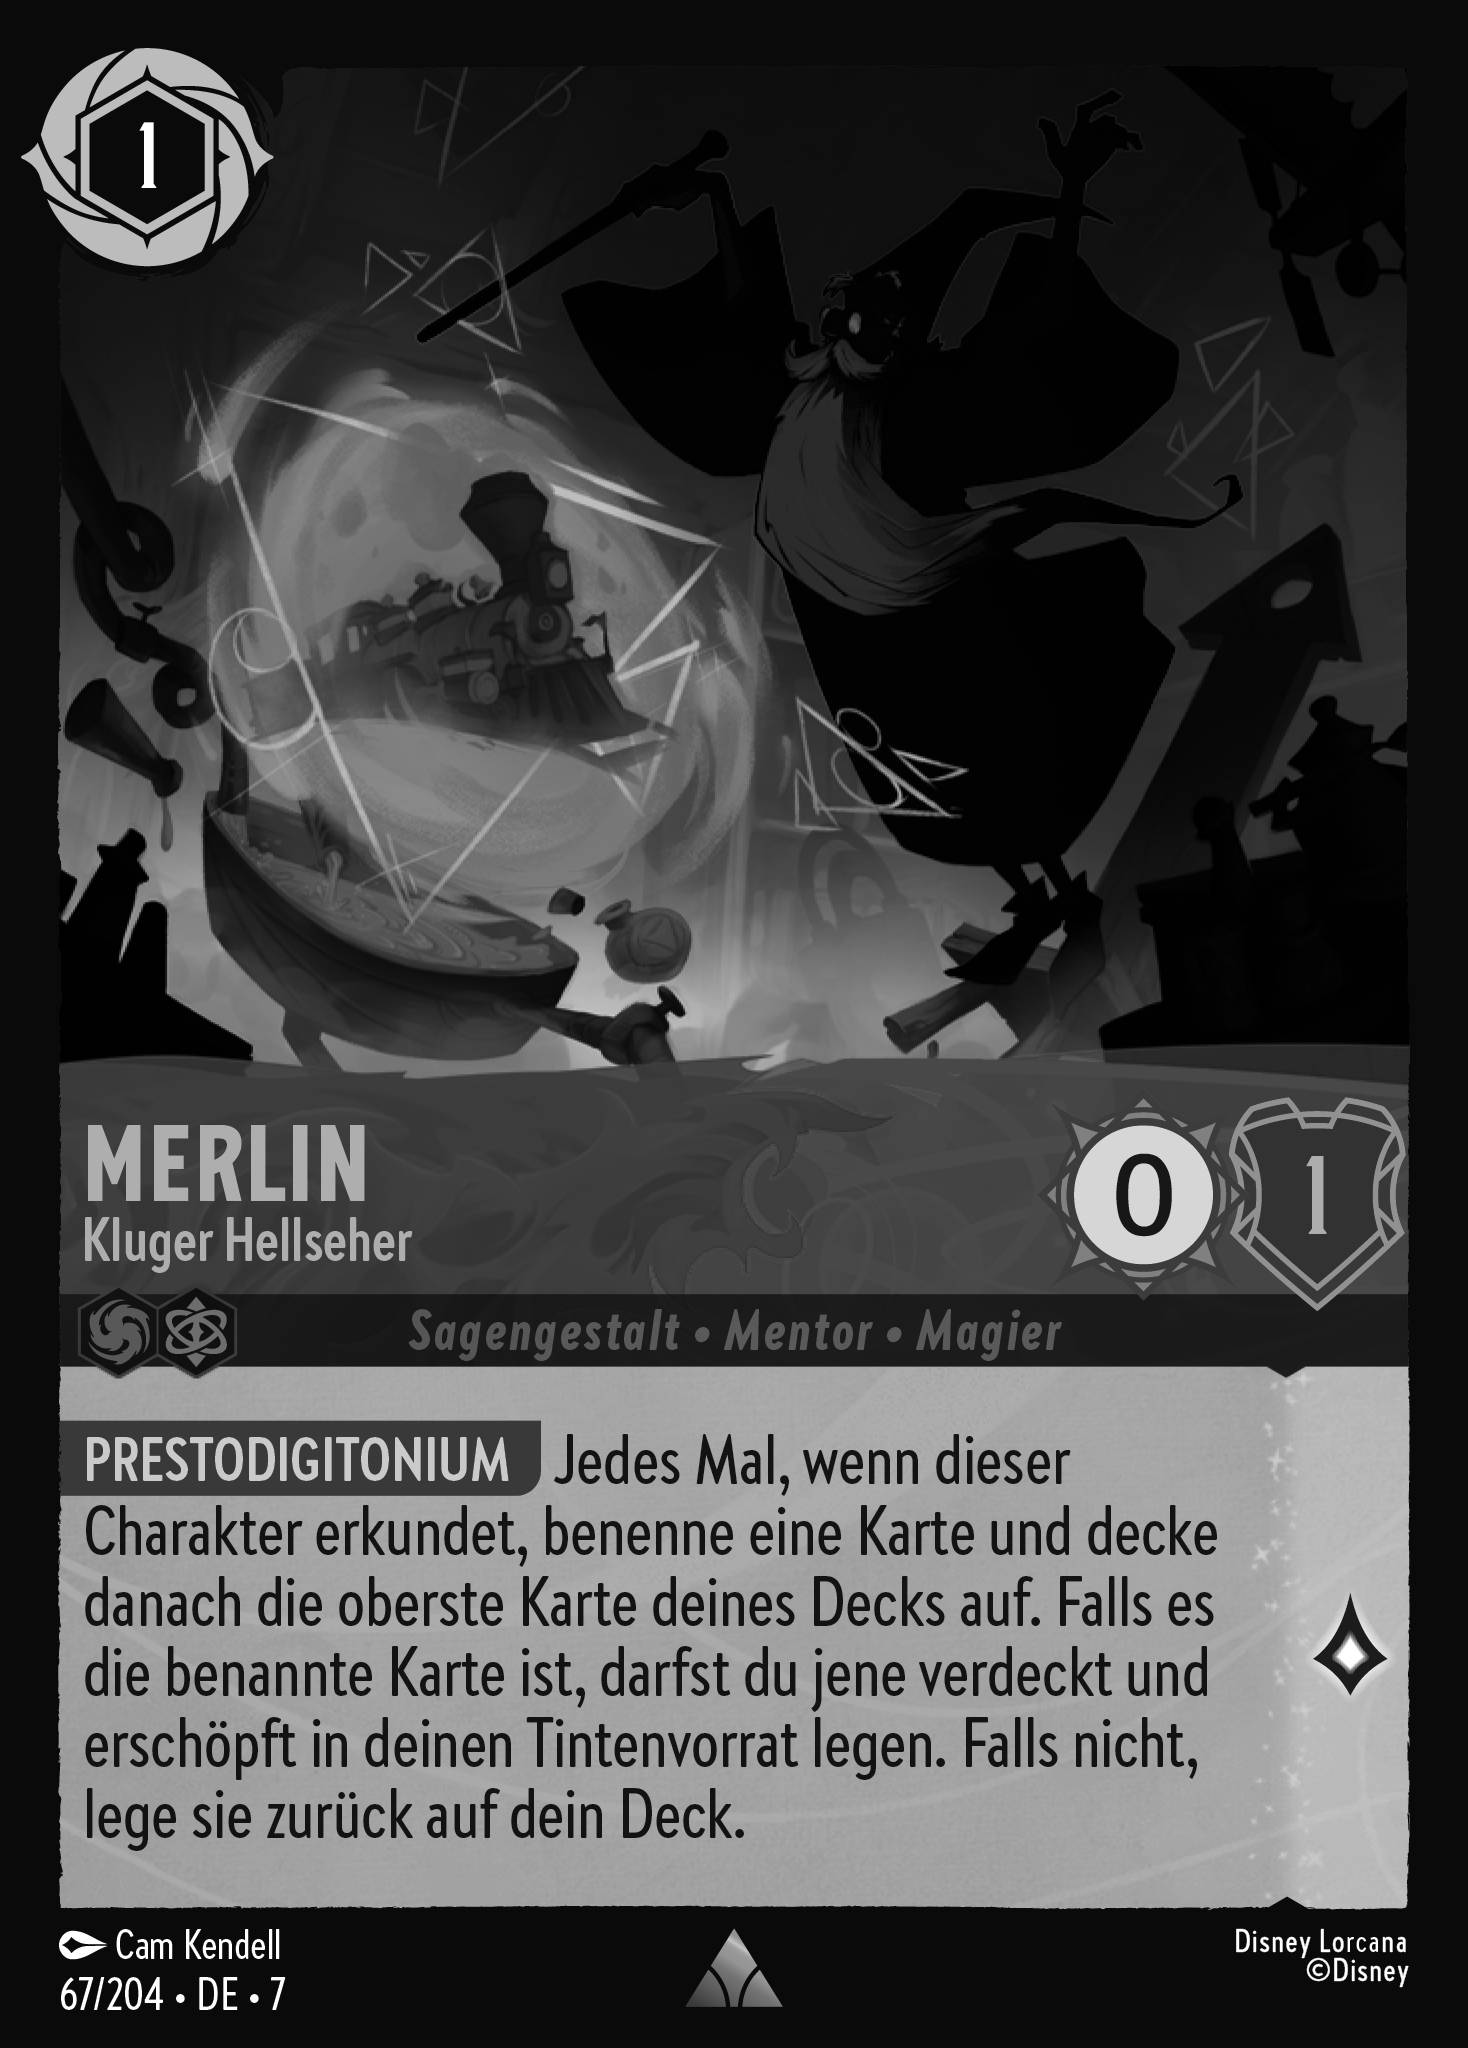 1
MERLIN
Kluger Hellseher
0
1
Sagengestalt • Mentor • Magier
PRESTODIGITONIUM Jedes Mal, wenn dieser
Charakter erkundet, benenne eine Karte und decke
danach die oberste Karte deines Decks auf. Falls es
die benannte Karte ist, darfst du jene verdeckt und
erschöpft in deinen Tintenvorrat legen. Falls nicht,
lege sie zurück auf dein Deck.
Cam Kendell
67/204 • DE • 7
Disney Lorcana
©Disney